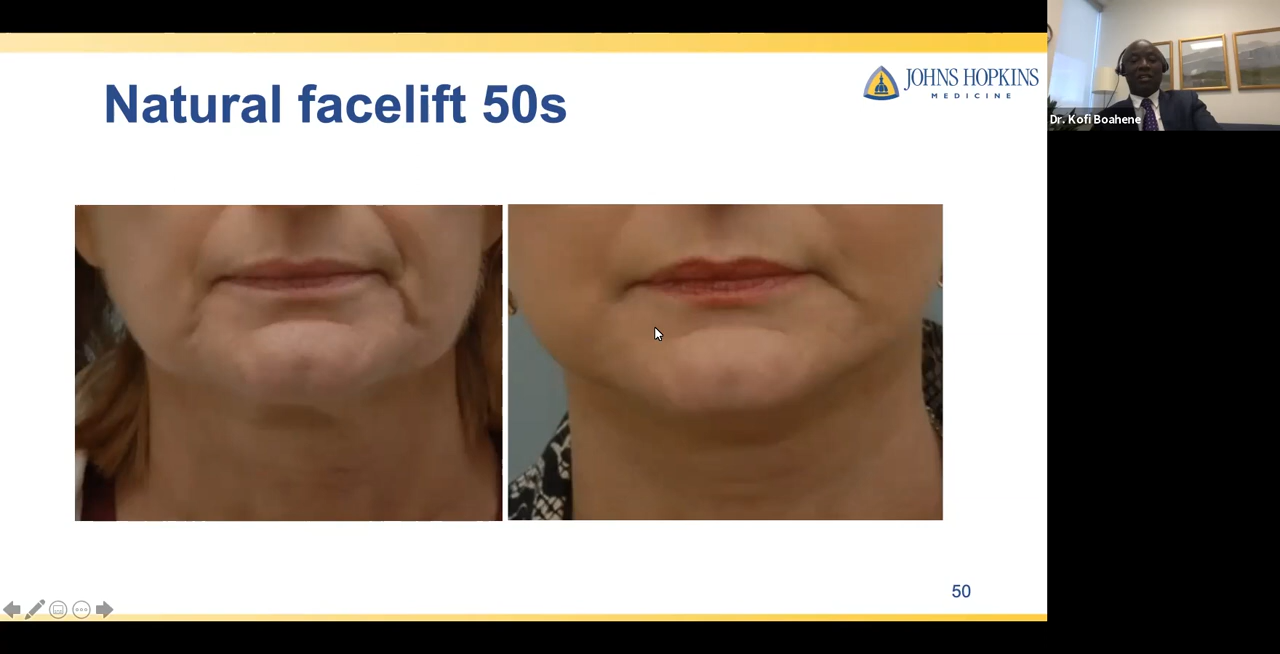 Natural facelift 50s
JOHNS HOPKINS
MEDICINE
Dr. Kofi Boahene
50